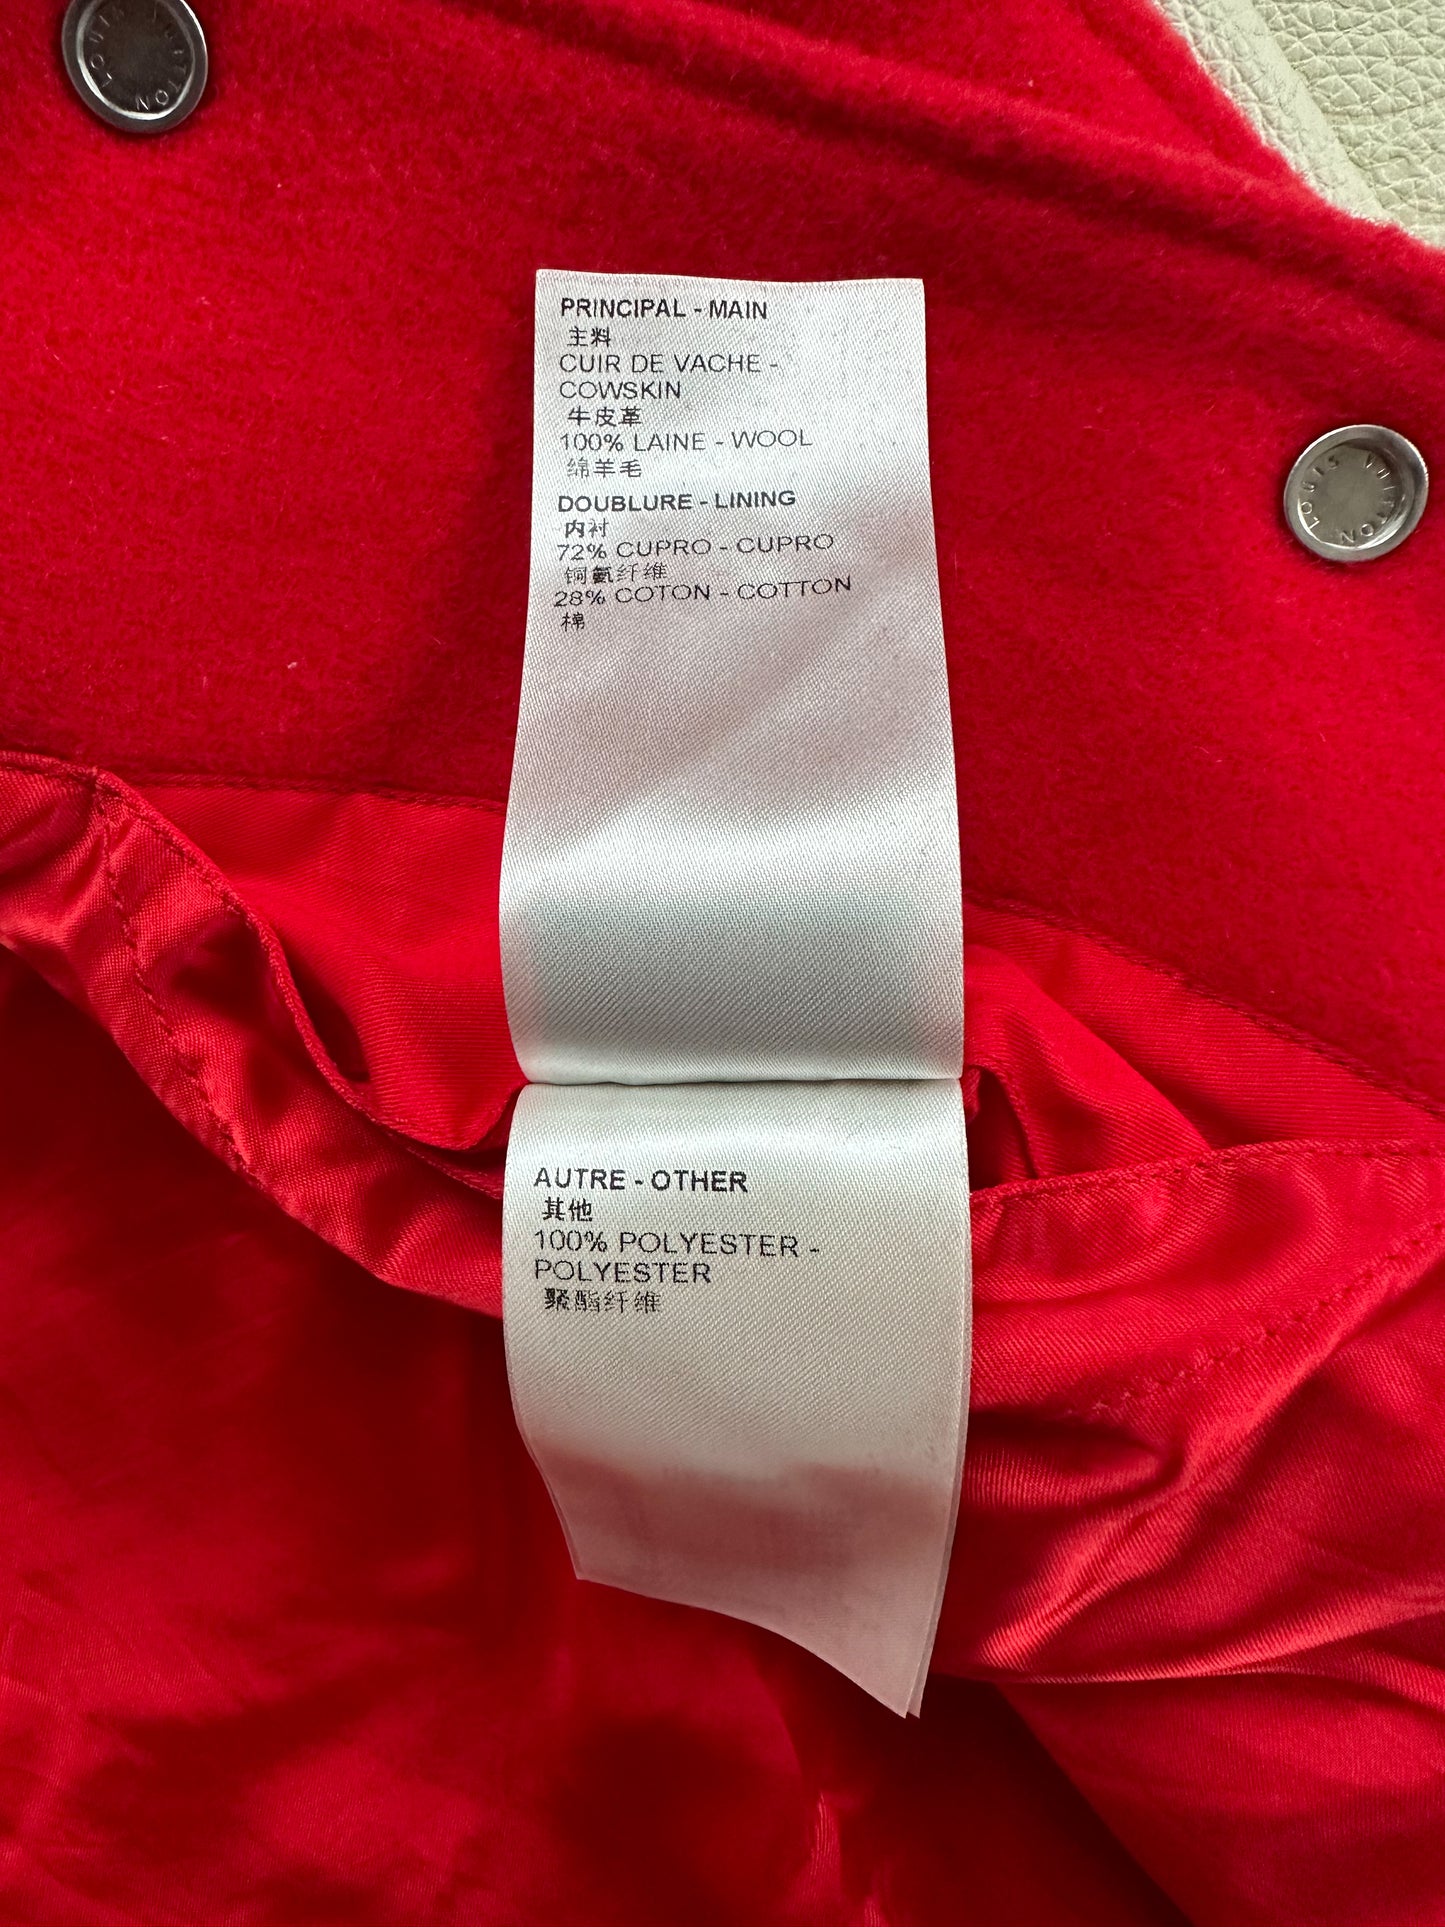 LOUIS VUITTON
PRINCIPAL - MAIN
主料
CUIR DE VACHE -
COWSKIN
牛皮革
100% LAINE - WOOL
绵羊毛
DOUBLURE - LINING
内衬
72% CUPRO - CUPRO
铜氨纤维
28% COTON - COTTON
棉
LOUIS VUITTON
AUTRE - OTHER
其他
100% POLYESTER -
POLYESTER
聚酯纤维